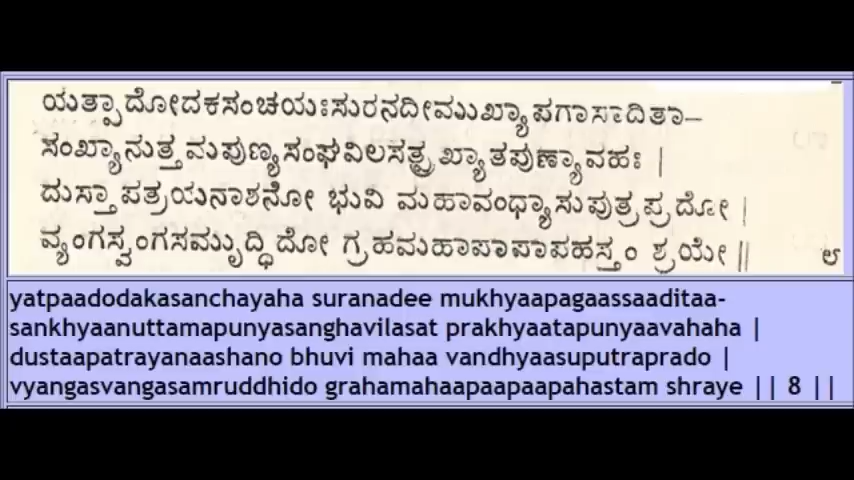 ಯತ್ಪಾದೋದಕಸಂಚಯಃಸುರನದೀಮುಖ್ಯಾಪಗಾಸಾದಿತಾ–
ಸಂಖ್ಯಾನುತ್ತಮಪುಣ್ಯಸಂಘವಿಲಸತ್ಪ್ರಖ್ಯಾತಪುಣ್ಯಾವಹಃ |
ದುಸ್ತಾಪತ್ರಯನಾಶನೋ ಭುವಿ ಮಹಾವಂಧ್ಯಾಸುಪುತ್ರಪ್ರದೋ |
ವ್ಯಂಗಸ್ವಂಗಸಮೃದ್ಧಿದೋ ಗ್ರಹಮಹಾಪಾಪಾಪಹಸ್ತಂ ಶ್ರಯೇ || ೮
yatpaadodakasanchayaha suranadee mukhyaapagaassaaditaa-
sankhyaanuttamapunyasanghavilasat prakhyaatapunyaavahaha |
dustaapatrayanaashano bhuvi mahaa vandhyaasuputraprado |
vyangasvangasamruddhido grahamahaapaapaapahastam shraye || 8 ||